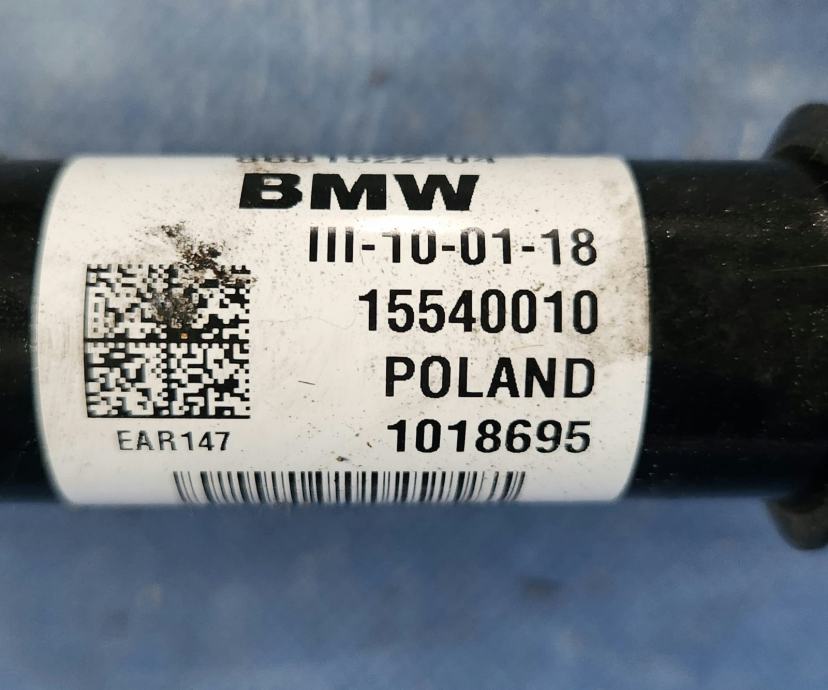 BMW
III-10-01-18
15540010
POLAND
EAR147
1018695